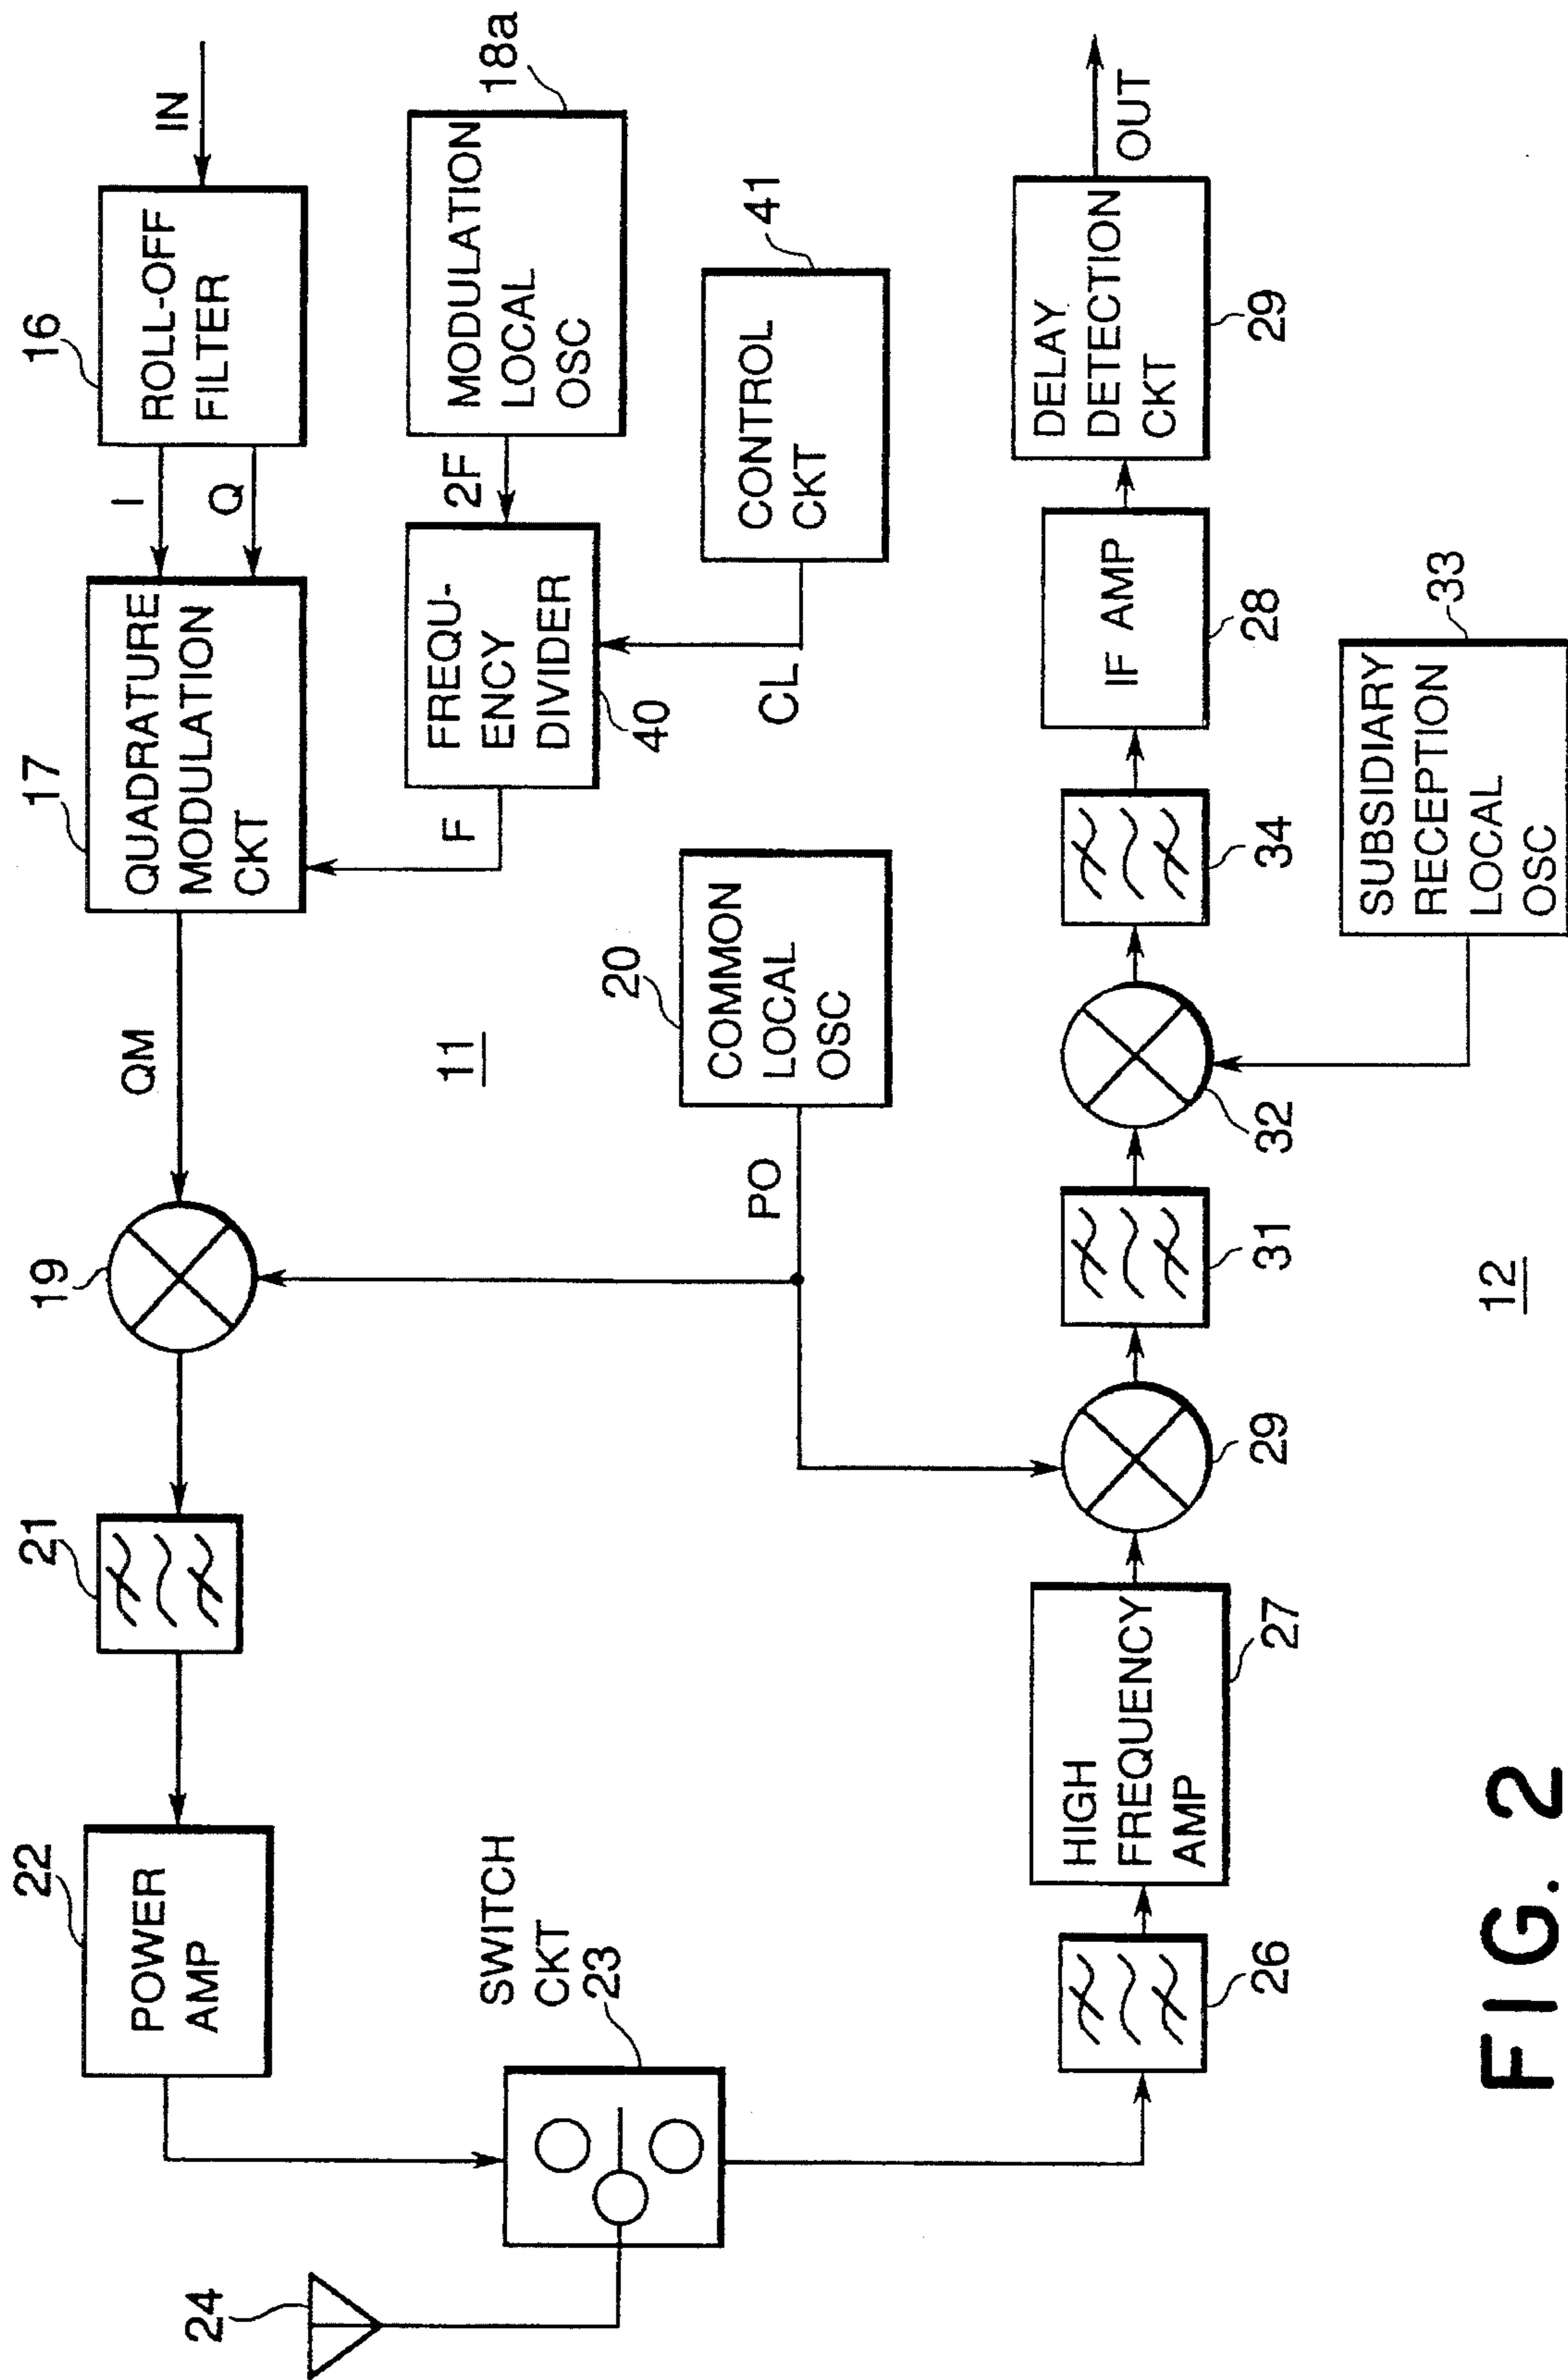 24
22
POWER
AMP
21
19
QM
17
QUADRATURE
MODULATION
CKT
I
Q
16
ROLL-OFF
FILTER
IN
SWITCH
CKT
23
11
F
FREQU-
ENCY
DIVIDER
40
2F
MODULATION
LOCAL
OSC
18a
PO
20
COMMON
LOCAL
OSC
CL
CONTROL
CKT
41
26
HIGH
FREQUENCY
AMP
27
29
31
32
34
IF AMP
28
DELAY
DETECTION
CKT
29
OUT
12
SUBSIDIARY
RECEPTION
LOCAL
OSC
33
FIG. 2